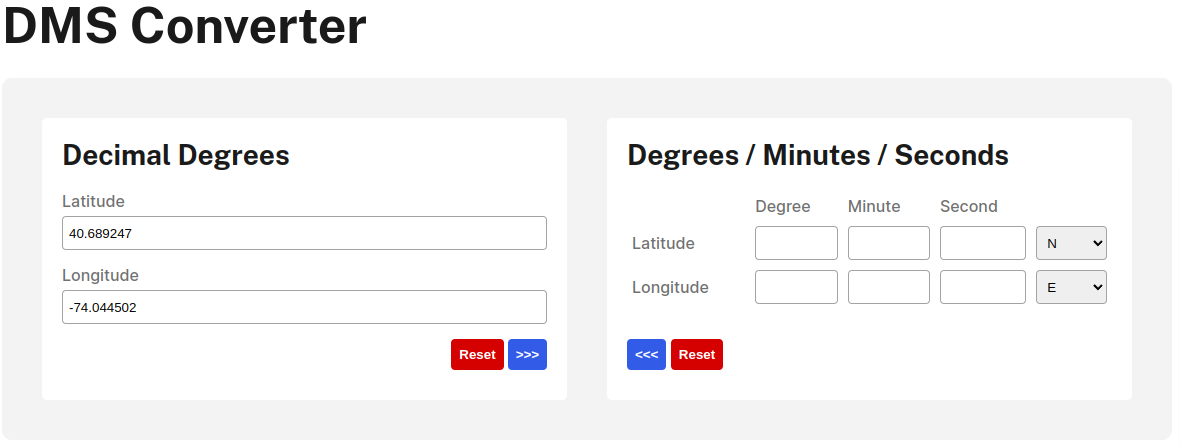 DMS Converter
Decimal Degrees
Latitude
40.689247
Longitude
-74.044502
Reset >>>
Degrees / Minutes / Seconds
Degree Minute Second
Latitude N
Longitude E
<<< Reset